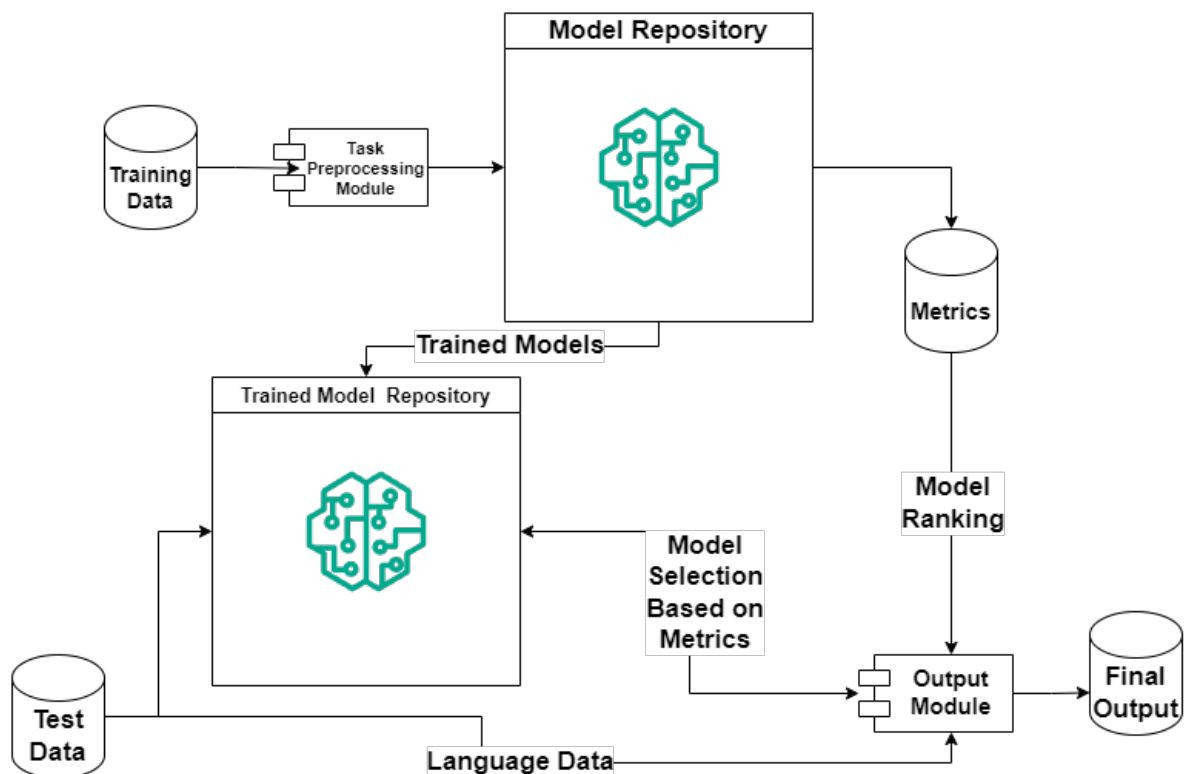 Model Repository
Training
Data
Task
Preprocessing
Module
Metrics
Trained Models
Trained Model Repository
Model
Ranking
Model
Selection
Based on
Metrics
Test
Data
Language Data
Output
Module
Final
Output